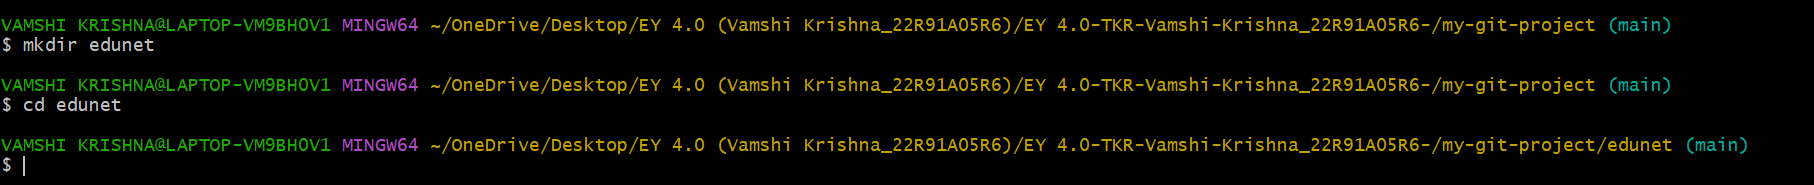 VAMSHI KRISHNA@LAPTOP-VM9BH0V1 MINGW64 ~/OneDrive/Desktop/EY 4.0 (Vamshi Krishna_22R91A05R6)/EY 4.0-TKR-Vamshi-Krishna_22R91A05R6-/my-git-project (main)
$ mkdir edunet
VAMSHI KRISHNA@LAPTOP-VM9BH0V1 MINGW64 ~/OneDrive/Desktop/EY 4.0 (Vamshi Krishna_22R91A05R6)/EY 4.0-TKR-Vamshi-Krishna_22R91A05R6-/my-git-project (main)
$ cd edunet
VAMSHI KRISHNA@LAPTOP-VM9BH0V1 MINGW64 ~/OneDrive/Desktop/EY 4.0 (Vamshi Krishna_22R91A05R6)/EY 4.0-TKR-Vamshi-Krishna_22R91A05R6-/my-git-project/edunet (main)
$